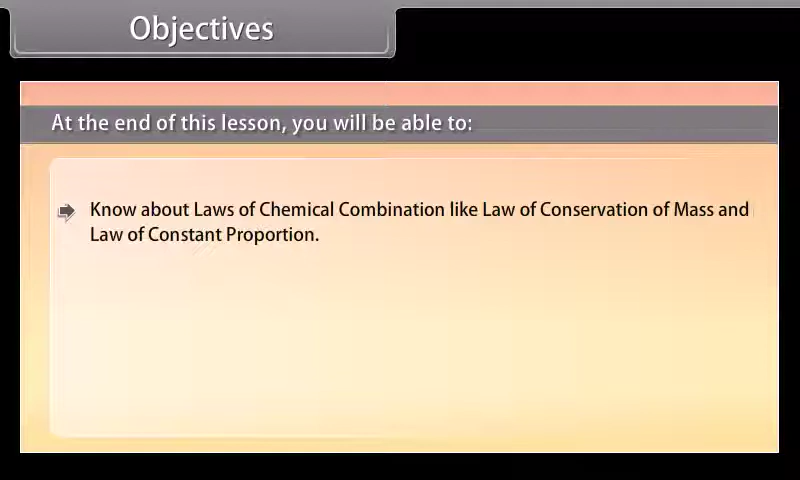 Objectives
At the end of this lesson, you will be able to:
Know about Laws of Chemical Combination like Law of Conservation of Mass and
Law of Constant Proportion.